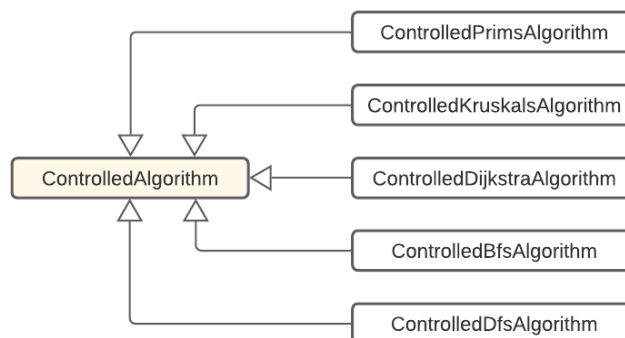 ControlledPrimsAlgorithm
ControlledKruskalsAlgorithm
ControlledAlgorithm
ControlledDijkstraAlgorithm
ControlledBfsAlgorithm
ControlledDfsAlgorithm